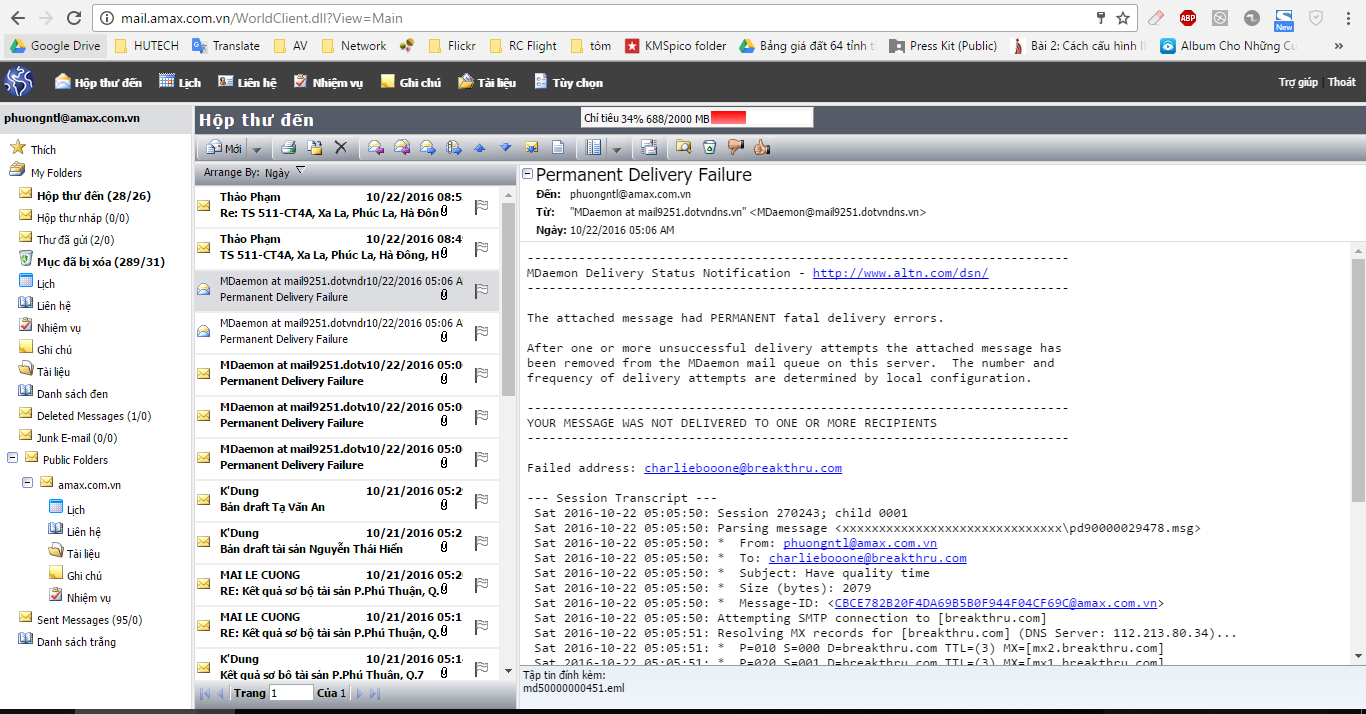 mail.amax.com.vn/WorldClient.dll?View=Main
ABP
New
Google Drive
HUTECH
Translate
AV
Network
Flickr
RC Flight
tôm
KMSpico folder
Bảng giá đất 64 tỉnh t
Press Kit (Public)
Bài 2: Cách cấu hình I
Album Cho Những Cu
»
Hộp thư đến
Lịch
Liên hệ
Nhiệm vụ
Ghi chú
Tài liệu
Tùy chọn
Trợ giúp | Thoát
phuongntl@amax.com.vn
Thích
My Folders
Hộp thư đến (28/26)
Hộp thư nháp (0/0)
Thư đã gửi (2/0)
Mục đã bị xóa (289/31)
Lịch
Liên hệ
Nhiệm vụ
Ghi chú
Tài liệu
Danh sách đen
Deleted Messages (1/0)
Junk E-mail (0/0)
Public Folders
amax.com.vn
Lịch
Liên hệ
Tài liệu
Ghi chú
Nhiệm vụ
Sent Messages (95/0)
Danh sách trắng
Hộp thư đến
Chỉ tiêu 34% 688/2000 MB
Mới
Arrange By: Ngày
Thảo Phạm 10/22/2016 08:5
Re: TS 511-CT4A, Xa La, Phúc La, Hà Đôn
Thảo Phạm 10/22/2016 08:4
TS 511-CT4A, Xa La, Phúc La, Hà Đông, H
MDaemon at mail9251.dotvndn 10/22/2016 05:06 A
Permanent Delivery Failure
MDaemon at mail9251.dotvndn 10/22/2016 05:06 A
Permanent Delivery Failure
MDaemon at mail9251.dotv 10/22/2016 05:0
Permanent Delivery Failure
MDaemon at mail9251.dotv 10/22/2016 05:0
Permanent Delivery Failure
MDaemon at mail9251.dotv 10/22/2016 05:0
Permanent Delivery Failure
K'Dung 10/21/2016 05:2
Bản draft Tạ Văn An
K'Dung 10/21/2016 05:2
Bản draft tài sản Nguyễn Thái Hiển
MAI LE CUONG 10/21/2016 05:2
RE: Kết quả sơ bộ tài sản P.Phú Thuận, Q.
MAI LE CUONG 10/21/2016 05:1
RE: Kết quả sơ bộ tài sản P.Phú Thuận, Q.
K'Dung 10/21/2016 05:1
Kết quả sơ bộ tài sản P.Phú Thuận, Q.7
Trang 1 Của 1
Permanent Delivery Failure
Đến: phuongntl@amax.com.vn
Từ: "MDaemon at mail9251.dotvndns.vn" <MDaemon@mail9251.dotvndns.vn>
Ngày: 10/22/2016 05:06 AM
--------------------------------------------------------------------------
MDaemon Delivery Status Notification - http://www.altn.com/dsn/
--------------------------------------------------------------------------
The attached message had PERMANENT fatal delivery errors.
After one or more unsuccessful delivery attempts the attached message has
been removed from the MDaemon mail queue on this server. The number and
frequency of delivery attempts are determined by local configuration.
--------------------------------------------------------------------------
YOUR MESSAGE WAS NOT DELIVERED TO ONE OR MORE RECIPIENTS
--------------------------------------------------------------------------
Failed address: charliebooone@breakthru.com
--- Session Transcript ---
Sat 2016-10-22 05:05:50: Session 270243; child 0001
Sat 2016-10-22 05:05:50: Parsing message <xxxxxxxxxxxxxxxxxxxxxxxxxxxxxx\pd90000029478.msg>
Sat 2016-10-22 05:05:50: * From: phuongntl@amax.com.vn
Sat 2016-10-22 05:05:50: * To: charliebooone@breakthru.com
Sat 2016-10-22 05:05:50: * Subject: Have quality time
Sat 2016-10-22 05:05:50: * Size (bytes): 2079
Sat 2016-10-22 05:05:50: * Message-ID: <CBCE782B20F4DA69B5B0F944F04CF69C@amax.com.vn>
Sat 2016-10-22 05:05:50: Attempting SMTP connection to [breakthru.com]
Sat 2016-10-22 05:05:51: Resolving MX records for [breakthru.com] (DNS Server: 112.213.80.34)...
Sat 2016-10-22 05:05:51: * P=010 S=000 D=breakthru.com TTL=(3) MX=[mx2.breakthru.com]
Sat 2016-10-22 05:05:51: * P=020 S=001 D=breakthru.com TTL=(3) MX=[mx1.breakthru.com]
Tập tin đính kèm:
md50000000451.eml